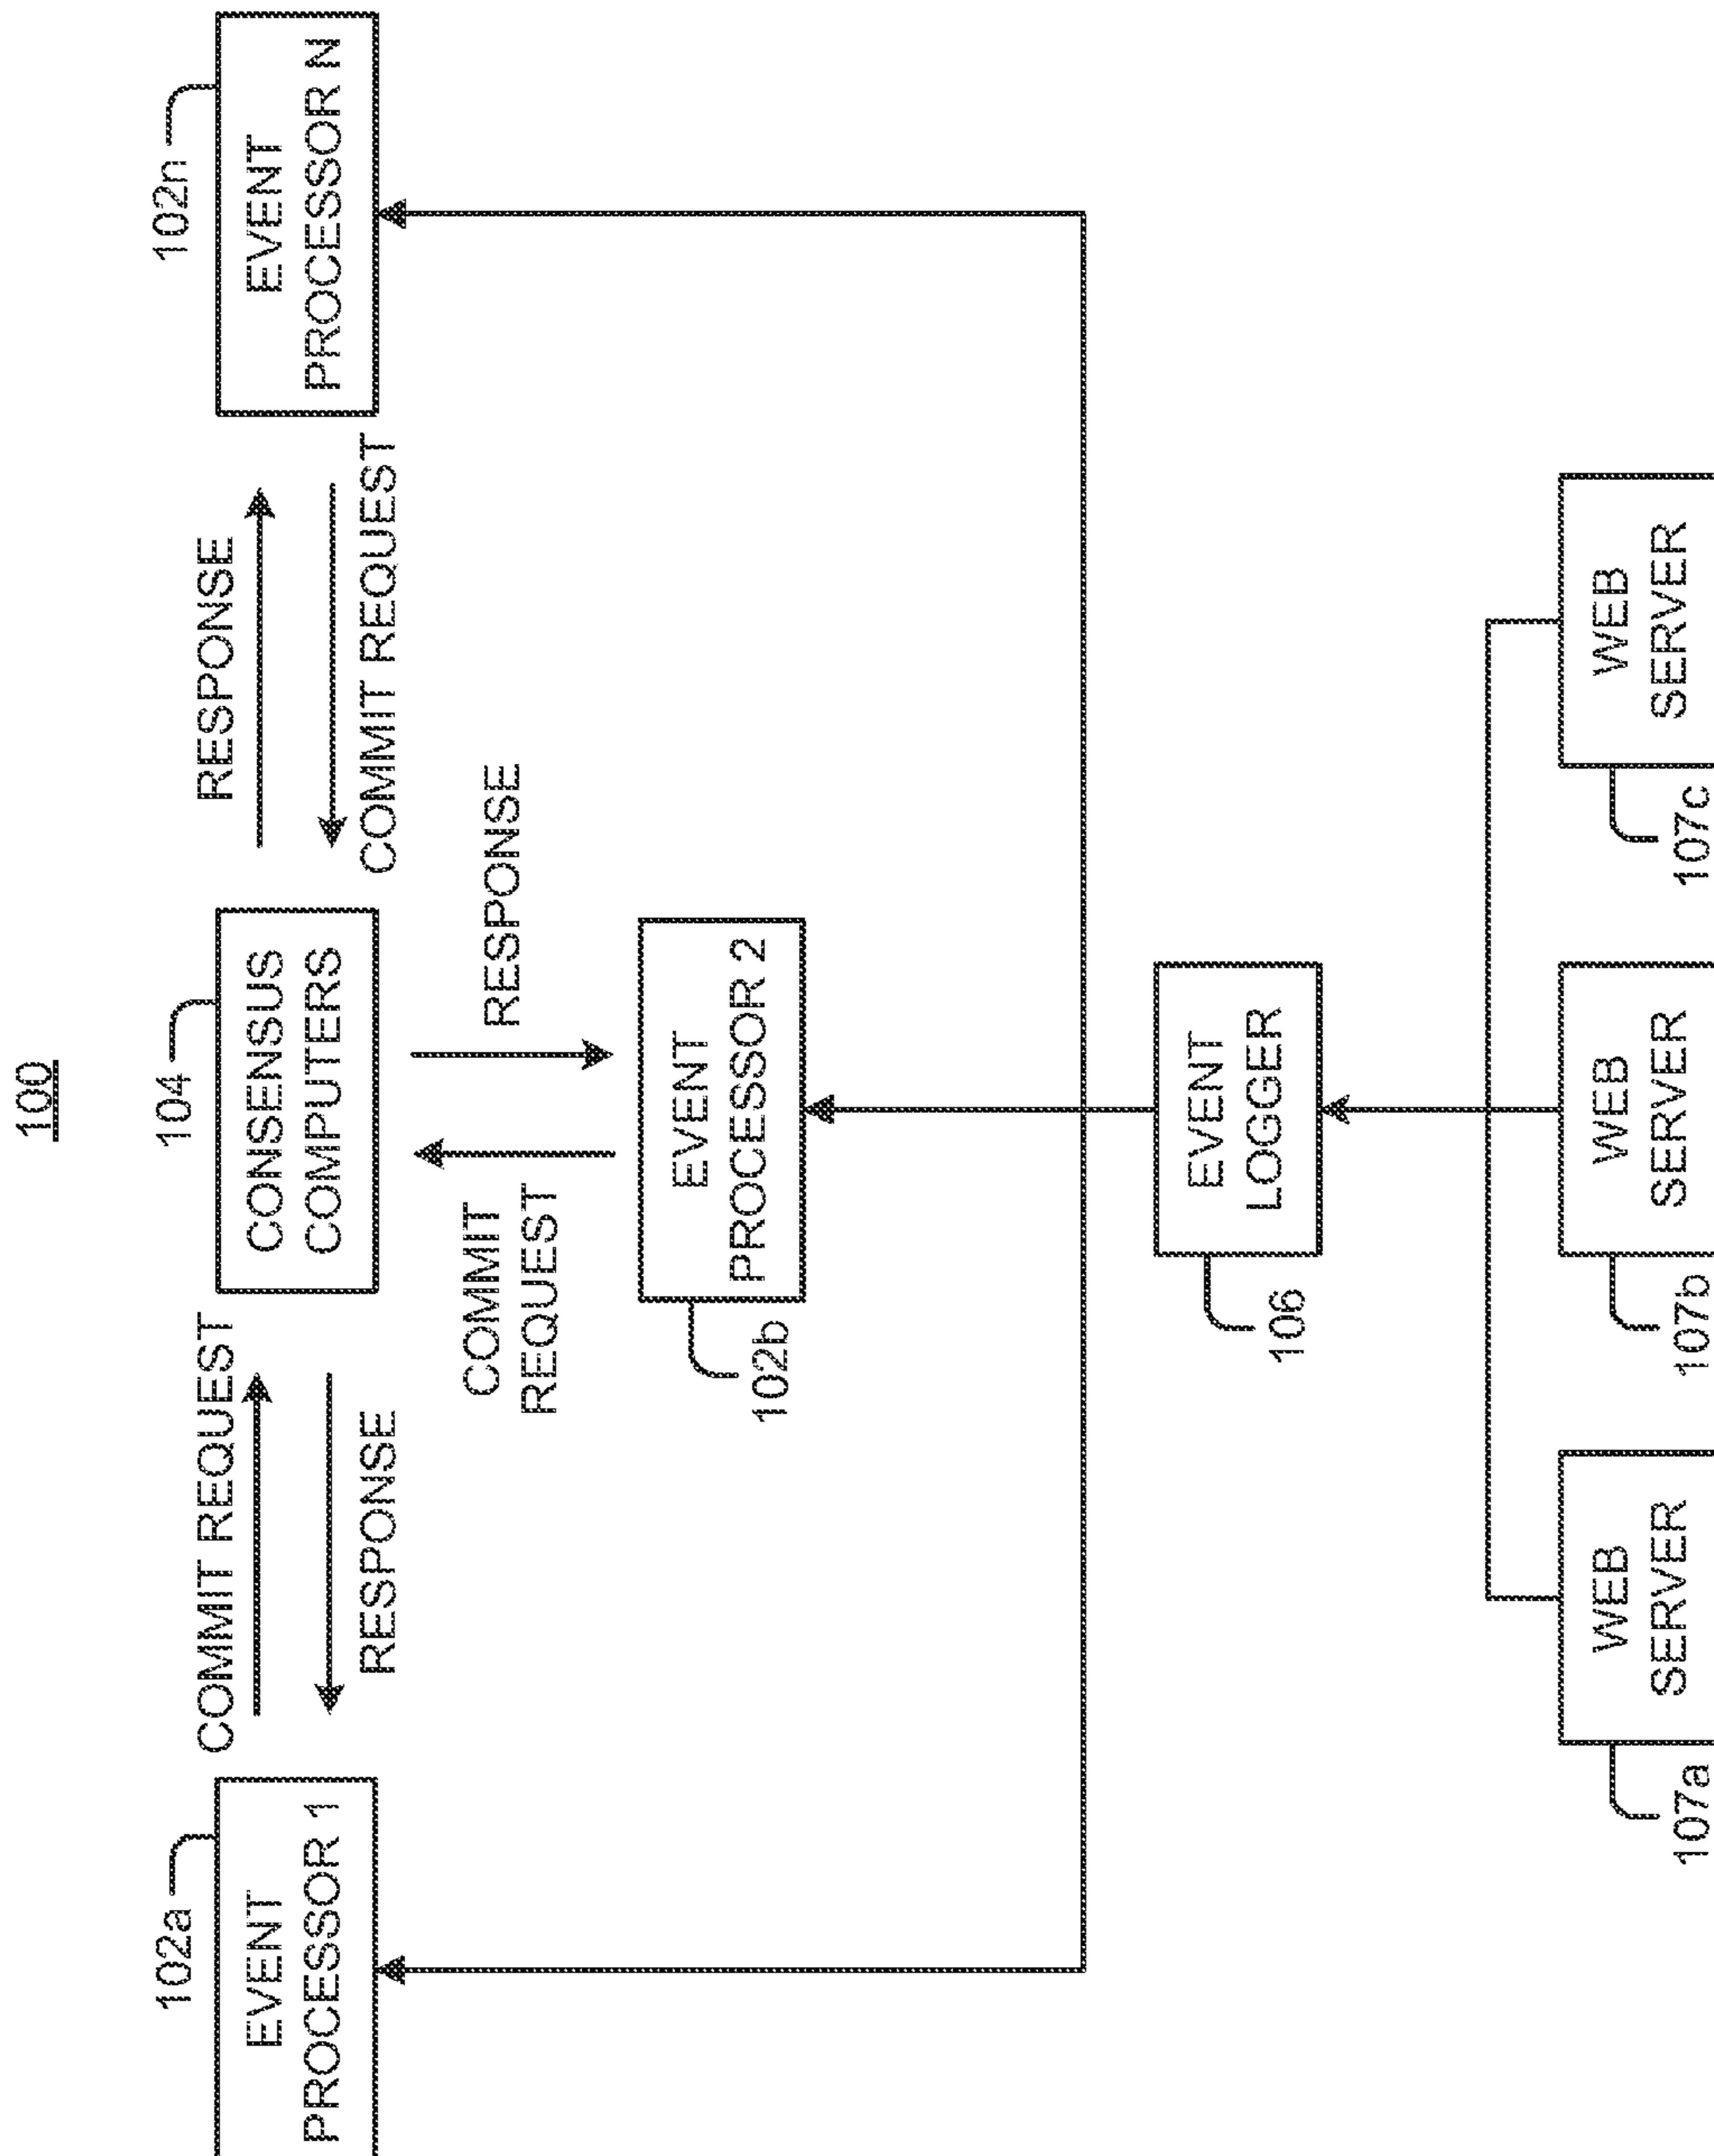 100
102a
104
102n
EVENT
PROCESSOR 1
COMMIT REQUEST
RESPONSE
CONSENSUS
COMPUTERS
RESPONSE
COMMIT REQUEST
EVENT
PROCESSOR N
COMMIT
REQUEST
RESPONSE
EVENT
PROCESSOR 2
102b
EVENT
LOGGER
106
WEB
SERVER
107a
WEB
SERVER
107b
WEB
SERVER
107c